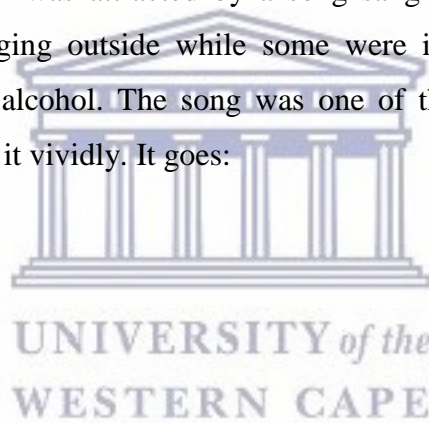 ging outside while some were i
alcohol. The song was one of t
it vividly. It goes:
UNIVERSITY of the
WESTERN CAPE